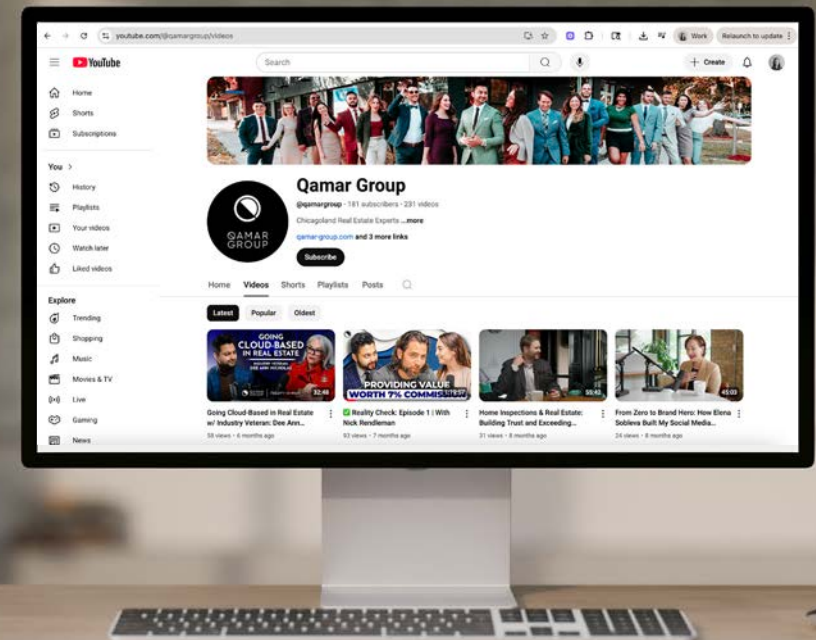 youtube.com/@qamargroup/videos
Work
Relaunch to update
YouTube
Search
Create
Home
Shorts
Subscriptions
You
History
Playlists
Your videos
Watch later
Liked videos
Explore
Trending
Shopping
Music
Movies & TV
Live
Gaming
News
QAMAR
GROUP
Qamar Group
@qamargroup · 181 subscribers · 231 videos
Chicagoland Real Estate Experts ...more
qamar-group.com and 3 more links
Subscribe
Home Videos Shorts Playlists Posts
Latest Popular Oldest
GOING
CLOUD-BASED
IN REAL ESTATE
32:48
PROVIDING VALUE
WORTH 7% COMMISSION
55:42
45:03
Going Cloud-Based in Real Estate
w/ Industry Veteran: Dee Ann...
58 views · 6 months ago
✅ Reality Check: Episode 1 | With
Nick Rendleman
93 views · 7 months ago
Home Inspections & Real Estate:
Building Trust and Exceeding...
31 views · 8 months ago
From Zero to Brand Hero: How Elena
Sobleva Built My Social Media...
24 views · 8 months ago